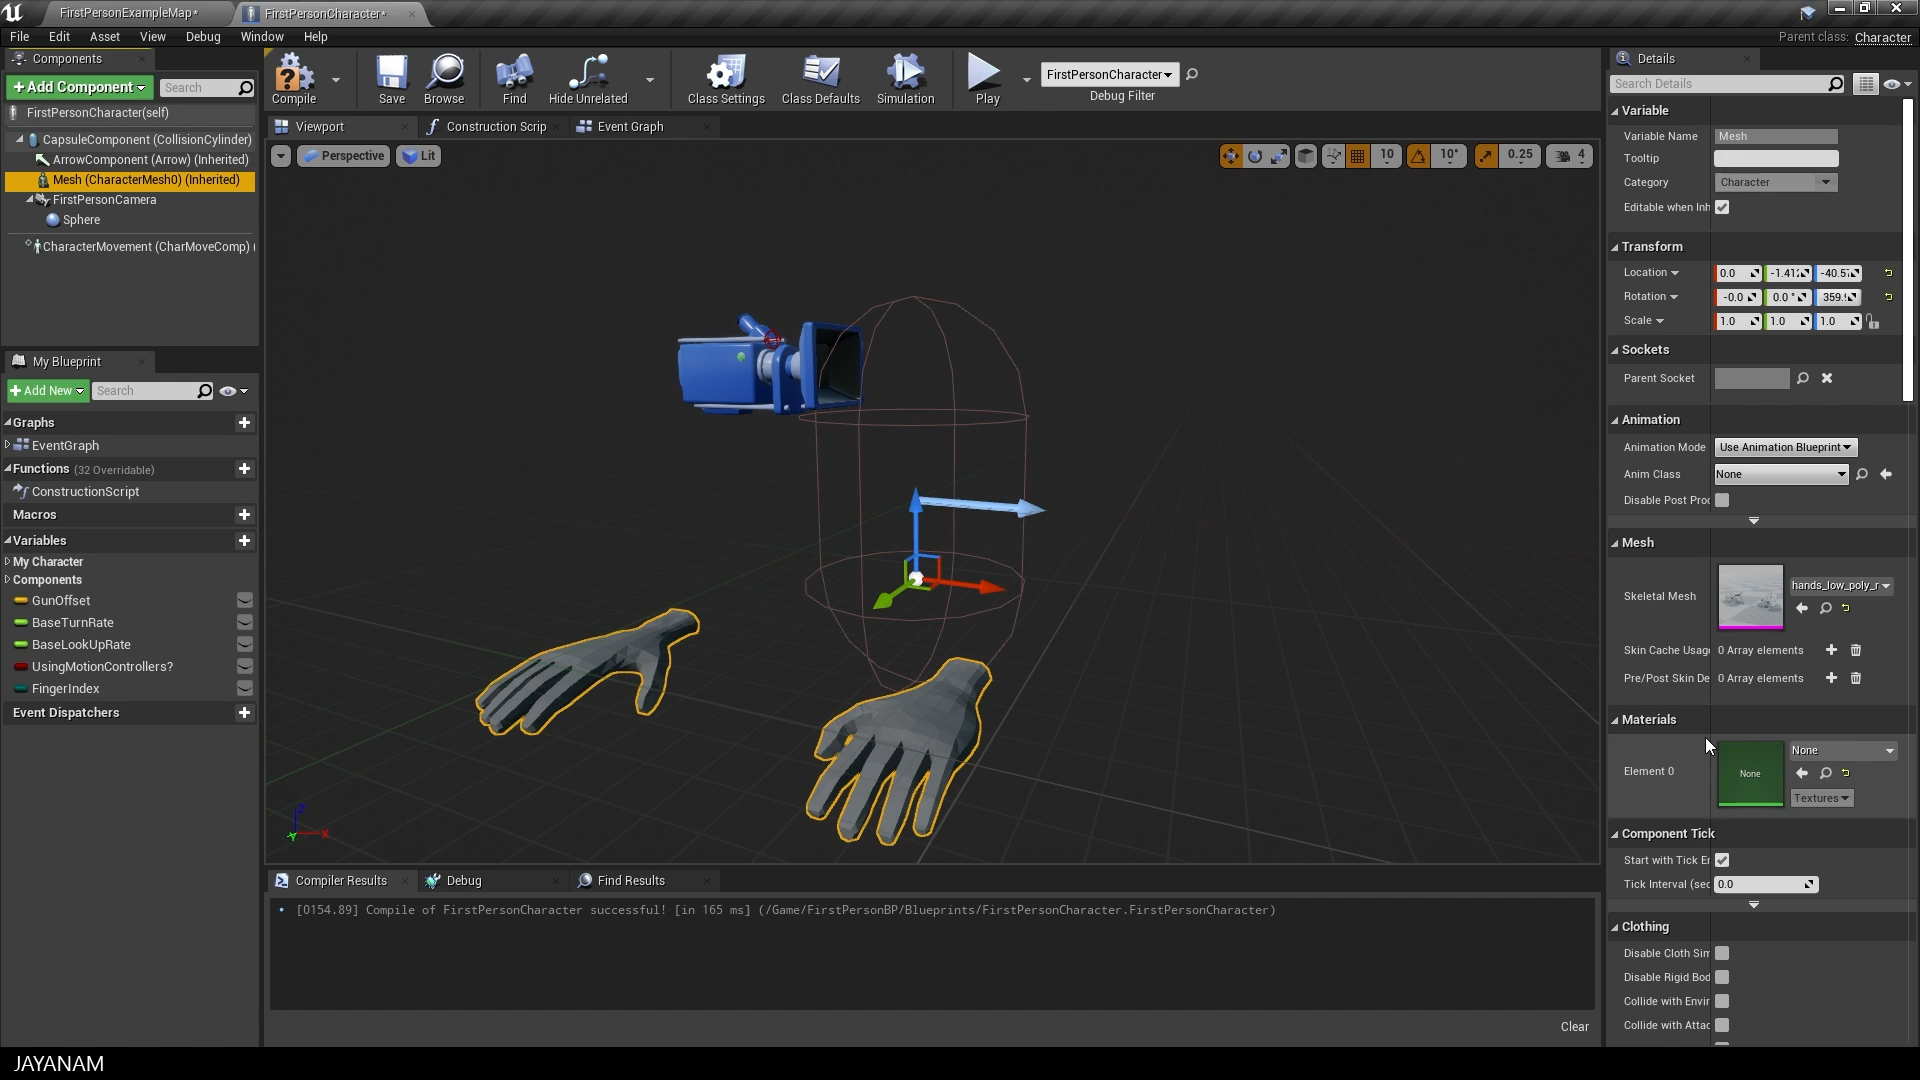 FirstPersonExampleMap*
FirstPersonCharacter*
File Edit Asset View Debug Window Help
Parent class: Character
Components
+Add Component
Search
FirstPersonCharacter(self)
CapsuleComponent (CollisionCylinder)
ArrowComponent (Arrow) (Inherited)
Mesh (CharacterMesh0) (Inherited)
FirstPersonCamera
Sphere
CharacterMovement (CharMoveComp) (
My Blueprint
+Add New
Search
Graphs
EventGraph
Functions (32 Overridable)
ConstructionScript
Macros
Variables
My Character
Components
GunOffset
BaseTurnRate
BaseLookUpRate
UsingMotionControllers?
FingerIndex
Event Dispatchers
Compile
Save
Browse
Find
Hide Unrelated
Class Settings
Class Defaults
Simulation
Play
FirstPersonCharacter
Debug Filter
Viewport
Construction Scrip
Event Graph
Perspective
Lit
10
10°
0.25
4
Z
X
Y
Compiler Results
Debug
Find Results
[0154.89] Compile of FirstPersonCharacter successful! [in 165 ms] (/Game/FirstPersonBP/Blueprints/FirstPersonCharacter.FirstPersonCharacter)
Clear
Details
Search Details
Variable
Variable Name Mesh
Tooltip
Category Character
Editable when Inh
Transform
Location 0.0 -1.412 -40.57
Rotation -0.0 0.0 ° 359.
Scale 1.0 1.0 1.0
Sockets
Parent Socket
Animation
Animation Mode Use Animation Blueprint
Anim Class None
Disable Post Proc
Mesh
Skeletal Mesh hands_low_poly_r
Skin Cache Usage 0 Array elements
Pre/Post Skin De 0 Array elements
Materials
Element 0 None None
Textures
Component Tick
Start with Tick En
Tick Interval (sec 0.0
Clothing
Disable Cloth Sim
Disable Rigid Bod
Collide with Envir
Collide with Attac
JAYANAM